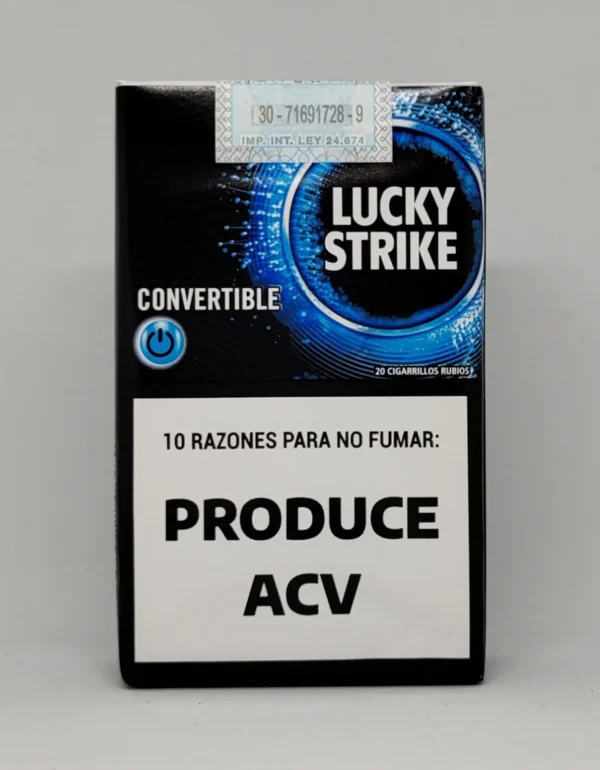 30-71691728-9
IMP. INT. LEY 24.674
LUCKY
STRIKE
CONVERTIBLE
20 CIGARRILLOS RUBIOS
10 RAZONES PARA NO FUMAR:
PRODUCE
ACV